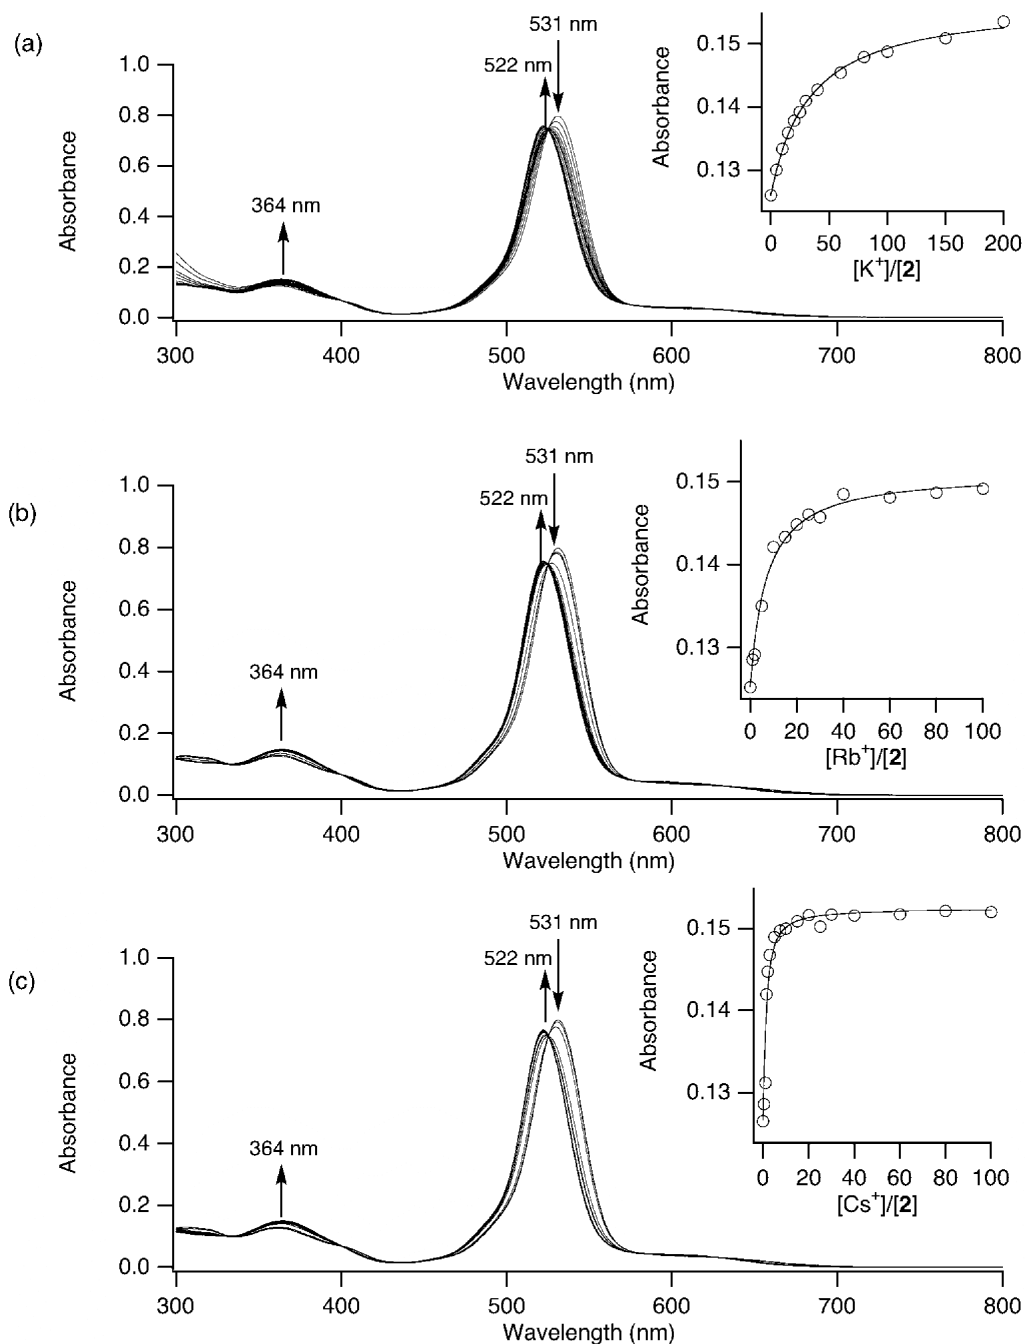 (a)
531 nm
522 nm
364 nm
Absorbance
1.0
0.8
0.6
0.4
0.2
0.0
300 400 500 600 700 800
Wavelength (nm)
Absorbance
0.15
0.14
0.13
0 50 100 150 200
[K⁺]/[2]
(b)
531 nm
522 nm
364 nm
Absorbance
1.0
0.8
0.6
0.4
0.2
0.0
300 400 500 600 700 800
Wavelength (nm)
Absorbance
0.15
0.14
0.13
0 20 40 60 80 100
[Rb⁺]/[2]
(c)
531 nm
522 nm
364 nm
Absorbance
1.0
0.8
0.6
0.4
0.2
0.0
300 400 500 600 700 800
Wavelength (nm)
Absorbance
0.15
0.14
0.13
0 20 40 60 80 100
[Cs⁺]/[2]